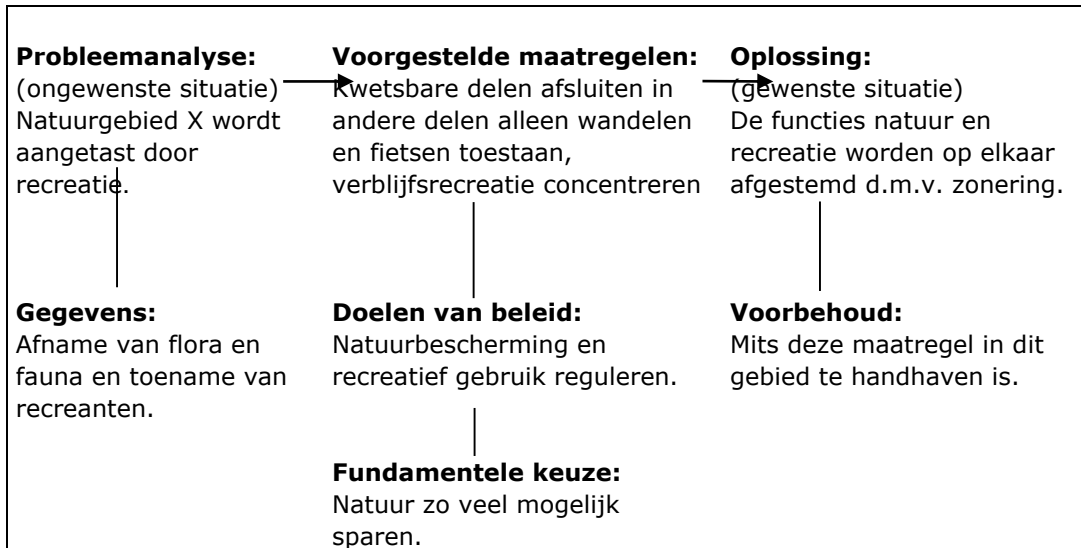 Probleemanalyse:
(ongewenste situatie)
Natuurgebied X wordt
aangetast door
recreatie.
Voorgestelde maatregelen:
Kwetsbare delen afsluiten in
andere delen alleen wandelen
en fietsen toestaan,
verblijfsrecreatie concentreren
Oplossing:
(gewenste situatie)
De functies natuur en
recreatie worden op elkaar
afgestemd d.m.v. zonering.
Gegevens:
Afname van flora en
fauna en toename van
recreanten.
Doelen van beleid:
Natuurbescherming en
recreatief gebruik reguleren.
Voorbehoud:
Mits deze maatregel in dit
gebied te handhaven is.
Fundamentele keuze:
Natuur zo veel mogelijk
sparen.